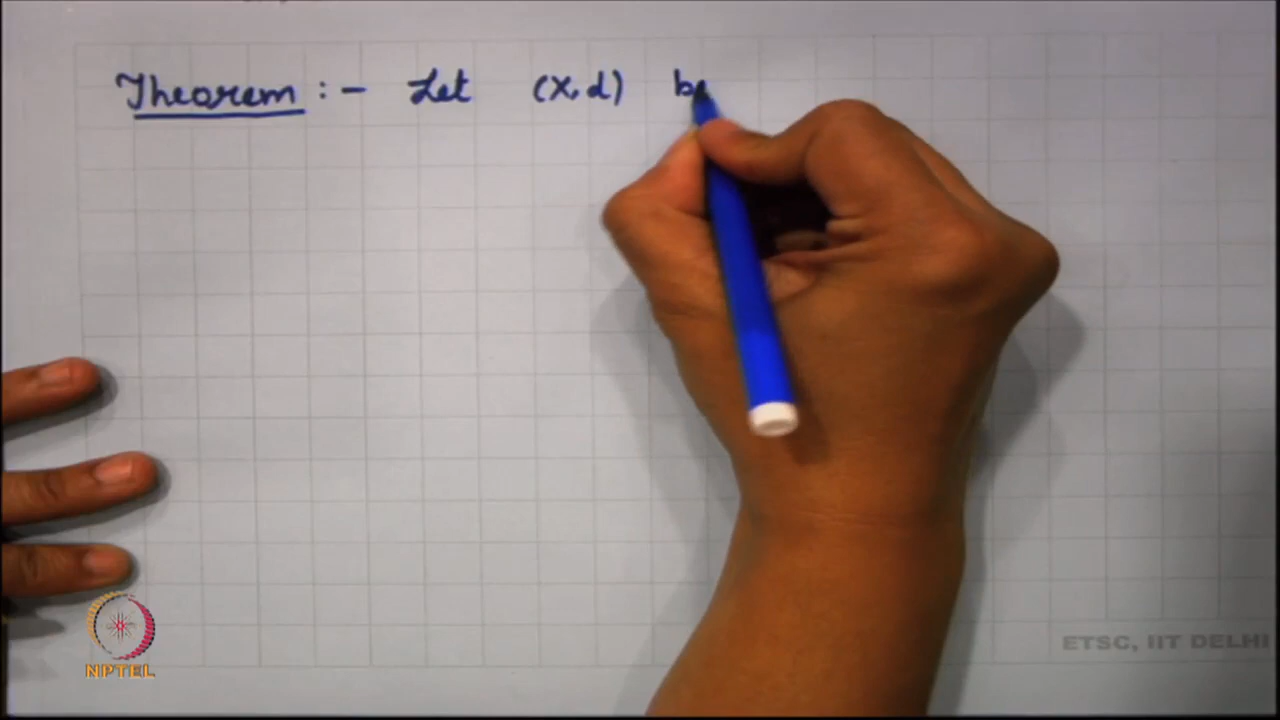 Theorem :- Let (X, d) be
NPTEL
ETSC, IIT DELHI